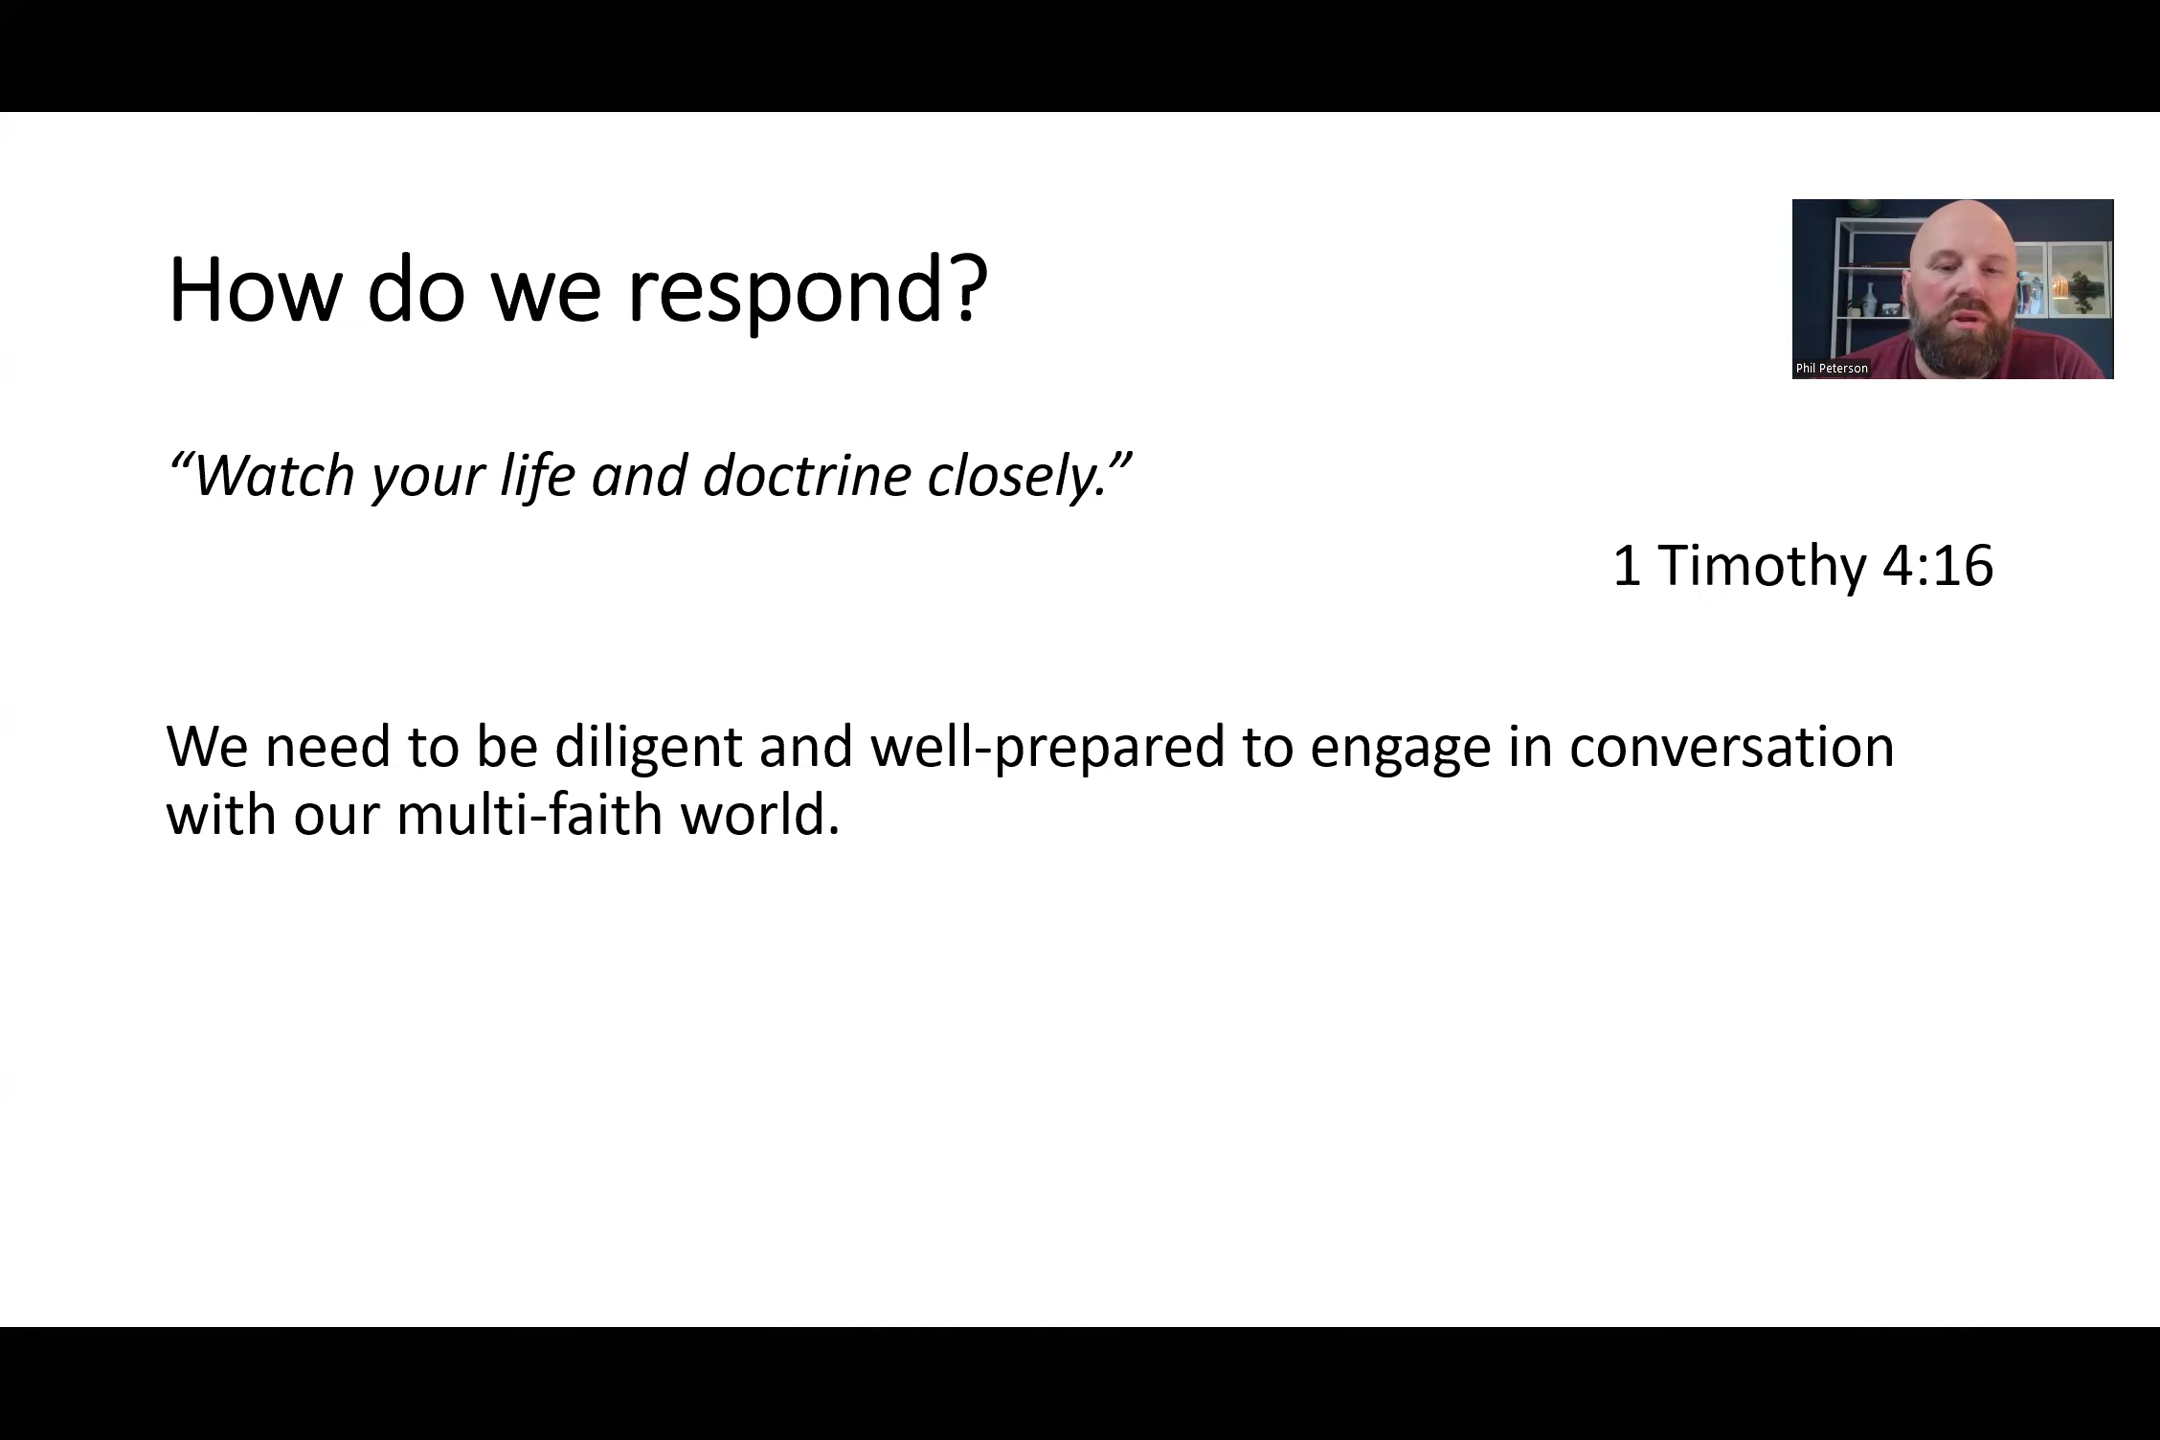 How do we respond?
Phil Peterson
“Watch your life and doctrine closely.”
1 Timothy 4:16
We need to be diligent and well-prepared to engage in conversation
with our multi-faith world.